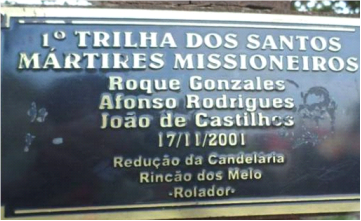 1º TRILHA DOS SANTOS
MÁRTIRES MISSIONEIROS
Roque Gonzales
Afonso Rodrigues
João de Castilhos
17/11/2001
Redução da Candelária
Rincão dos Melo
-Rolador-